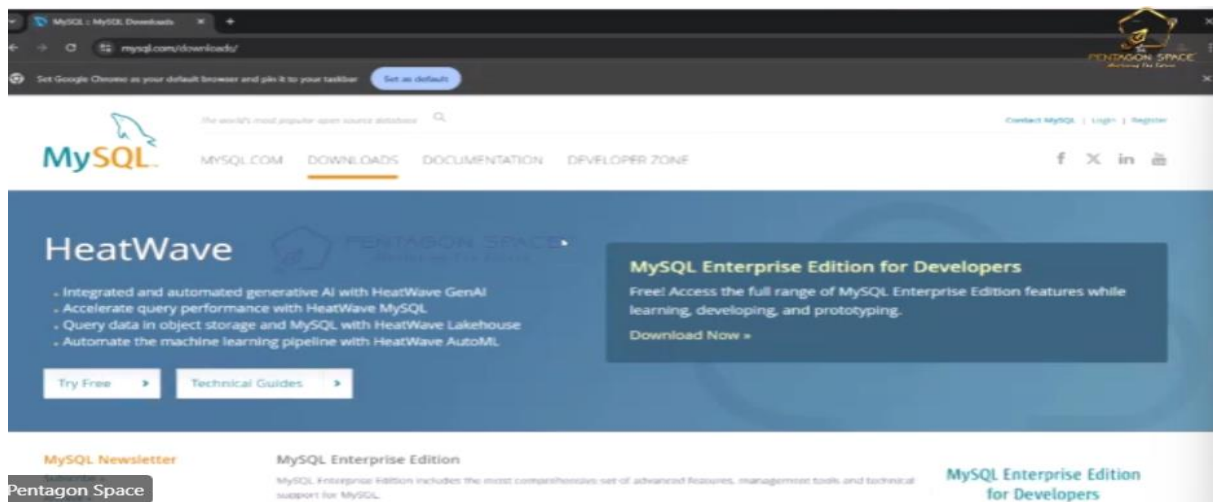 MySQL :: MySQL Downloads
mysql.com/downloads/
PENTAGON SPACE
Set Google Chrome as your default browser and pin it to your taskbar Set as default
The world's most popular open source database
Contact MySQL | Login | Register
MySQL
MYSQL.COM DOWNLOADS DOCUMENTATION DEVELOPER ZONE
HeatWave
PENTAGON SPACE
MySQL Enterprise Edition for Developers
Free! Access the full range of MySQL Enterprise Edition features while
learning, developing, and prototyping.
Download Now »
Integrated and automated generative AI with HeatWave GenAI
Accelerate query performance with HeatWave MySQL
Query data in object storage and MySQL with HeatWave Lakehouse
Automate the machine learning pipeline with HeatWave AutoML
Try Free
Technical Guides
MySQL Newsletter
Subscribe »
MySQL Enterprise Edition
MySQL Enterprise Edition includes the most comprehensive set of advanced features, management tools and technical
support for MySQL.
MySQL Enterprise Edition
for Developers
Pentagon Space